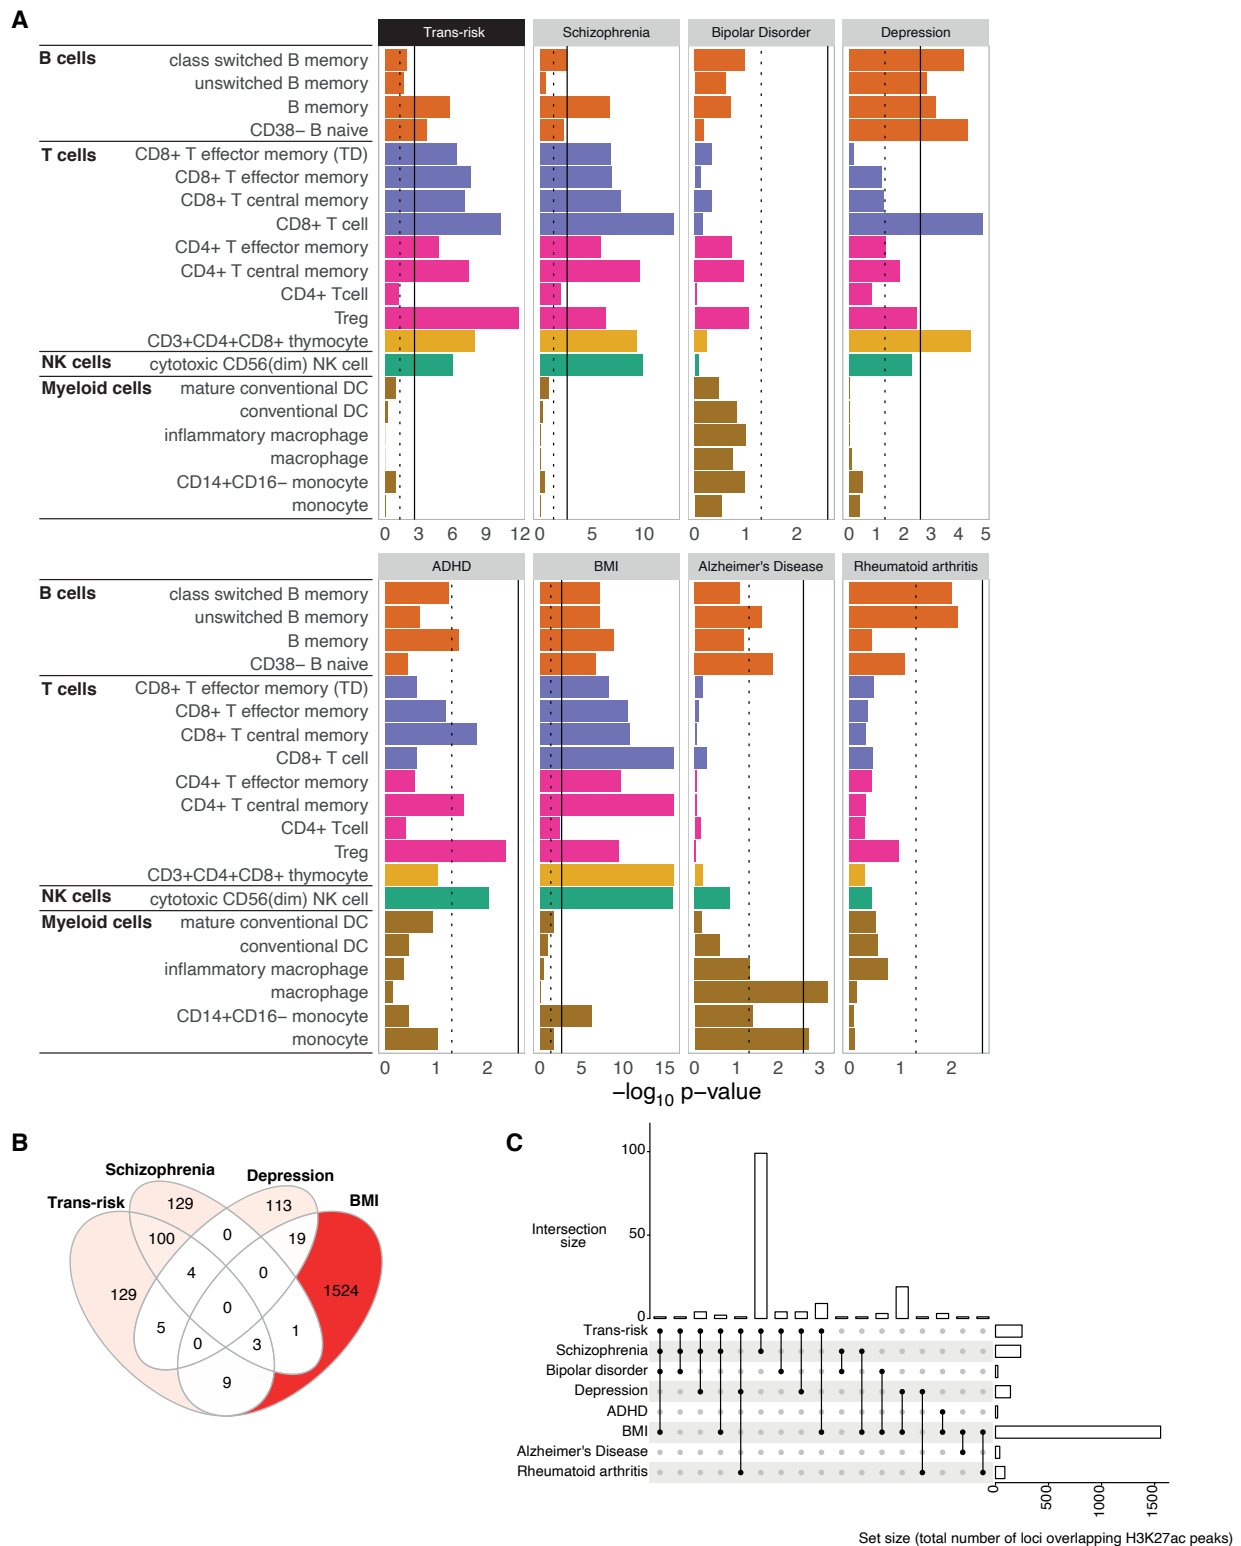 A
Trans-risk Schizophrenia Bipolar Disorder Depression
B cells class switched B memory
unswitched B memory
B memory
CD38− B naive
T cells CD8+ T effector memory (TD)
CD8+ T effector memory
CD8+ T central memory
CD8+ T cell
CD4+ T effector memory
CD4+ T central memory
CD4+ Tcell
Treg
CD3+CD4+CD8+ thymocyte
NK cells cytotoxic CD56(dim) NK cell
Myeloid cells mature conventional DC
conventional DC
inflammatory macrophage
macrophage
CD14+CD16− monocyte
monocyte
0 3 6 9 12 0 5 10 0 1 2 0 1 2 3 4 5
ADHD BMI Alzheimer's Disease Rheumatoid arthritis
B cells class switched B memory
unswitched B memory
B memory
CD38− B naive
T cells CD8+ T effector memory (TD)
CD8+ T effector memory
CD8+ T central memory
CD8+ T cell
CD4+ T effector memory
CD4+ T central memory
CD4+ Tcell
Treg
CD3+CD4+CD8+ thymocyte
NK cells cytotoxic CD56(dim) NK cell
Myeloid cells mature conventional DC
conventional DC
inflammatory macrophage
macrophage
CD14+CD16− monocyte
monocyte
0 1 2 0 5 10 15 0 1 2 3 0 1 2
−log10 p−value
B
Schizophrenia
Depression
Trans-risk
BMI
129 113
100 0 19
4 0
129 1524
0
5 1
0 3
9
C
100
50
0
Intersection
size
Trans-risk
Schizophrenia
Bipolar disorder
Depression
ADHD
BMI
Alzheimer's Disease
Rheumatoid arthritis
0 500 1000 1500
Set size (total number of loci overlapping H3K27ac peaks)